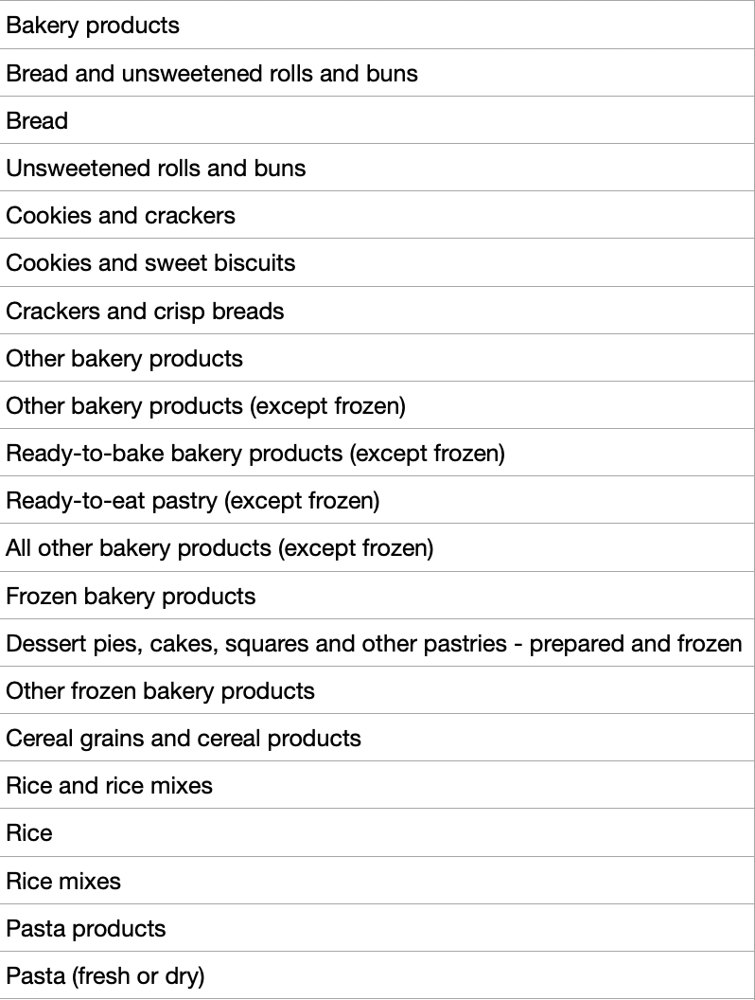 Bakery products
Bread and unsweetened rolls and buns
Bread
Unsweetened rolls and buns
Cookies and crackers
Cookies and sweet biscuits
Crackers and crisp breads
Other bakery products
Other bakery products (except frozen)
Ready-to-bake bakery products (except frozen)
Ready-to-eat pastry (except frozen)
All other bakery products (except frozen)
Frozen bakery products
Dessert pies, cakes, squares and other pastries - prepared and frozen
Other frozen bakery products
Cereal grains and cereal products
Rice and rice mixes
Rice
Rice mixes
Pasta products
Pasta (fresh or dry)